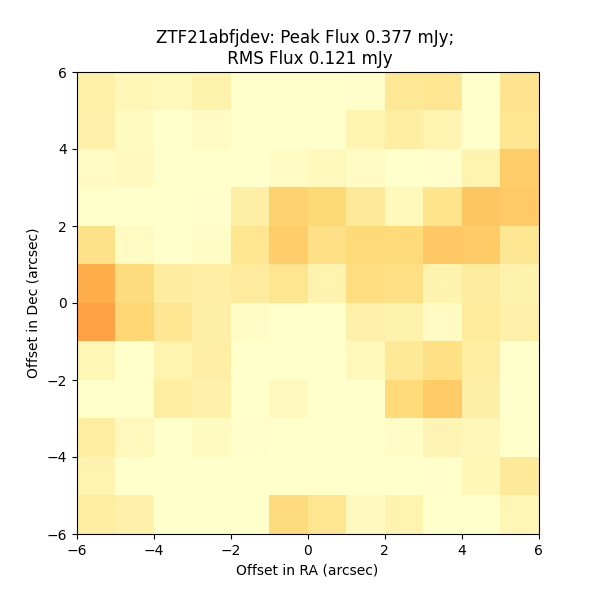 ZTF21abfjdev: Peak Flux 0.377 mJy;
RMS Flux 0.121 mJy
6
4
2
0
−2
−4
−6
Offset in Dec (arcsec)
−6 −4 −2 0 2 4 6
Offset in RA (arcsec)